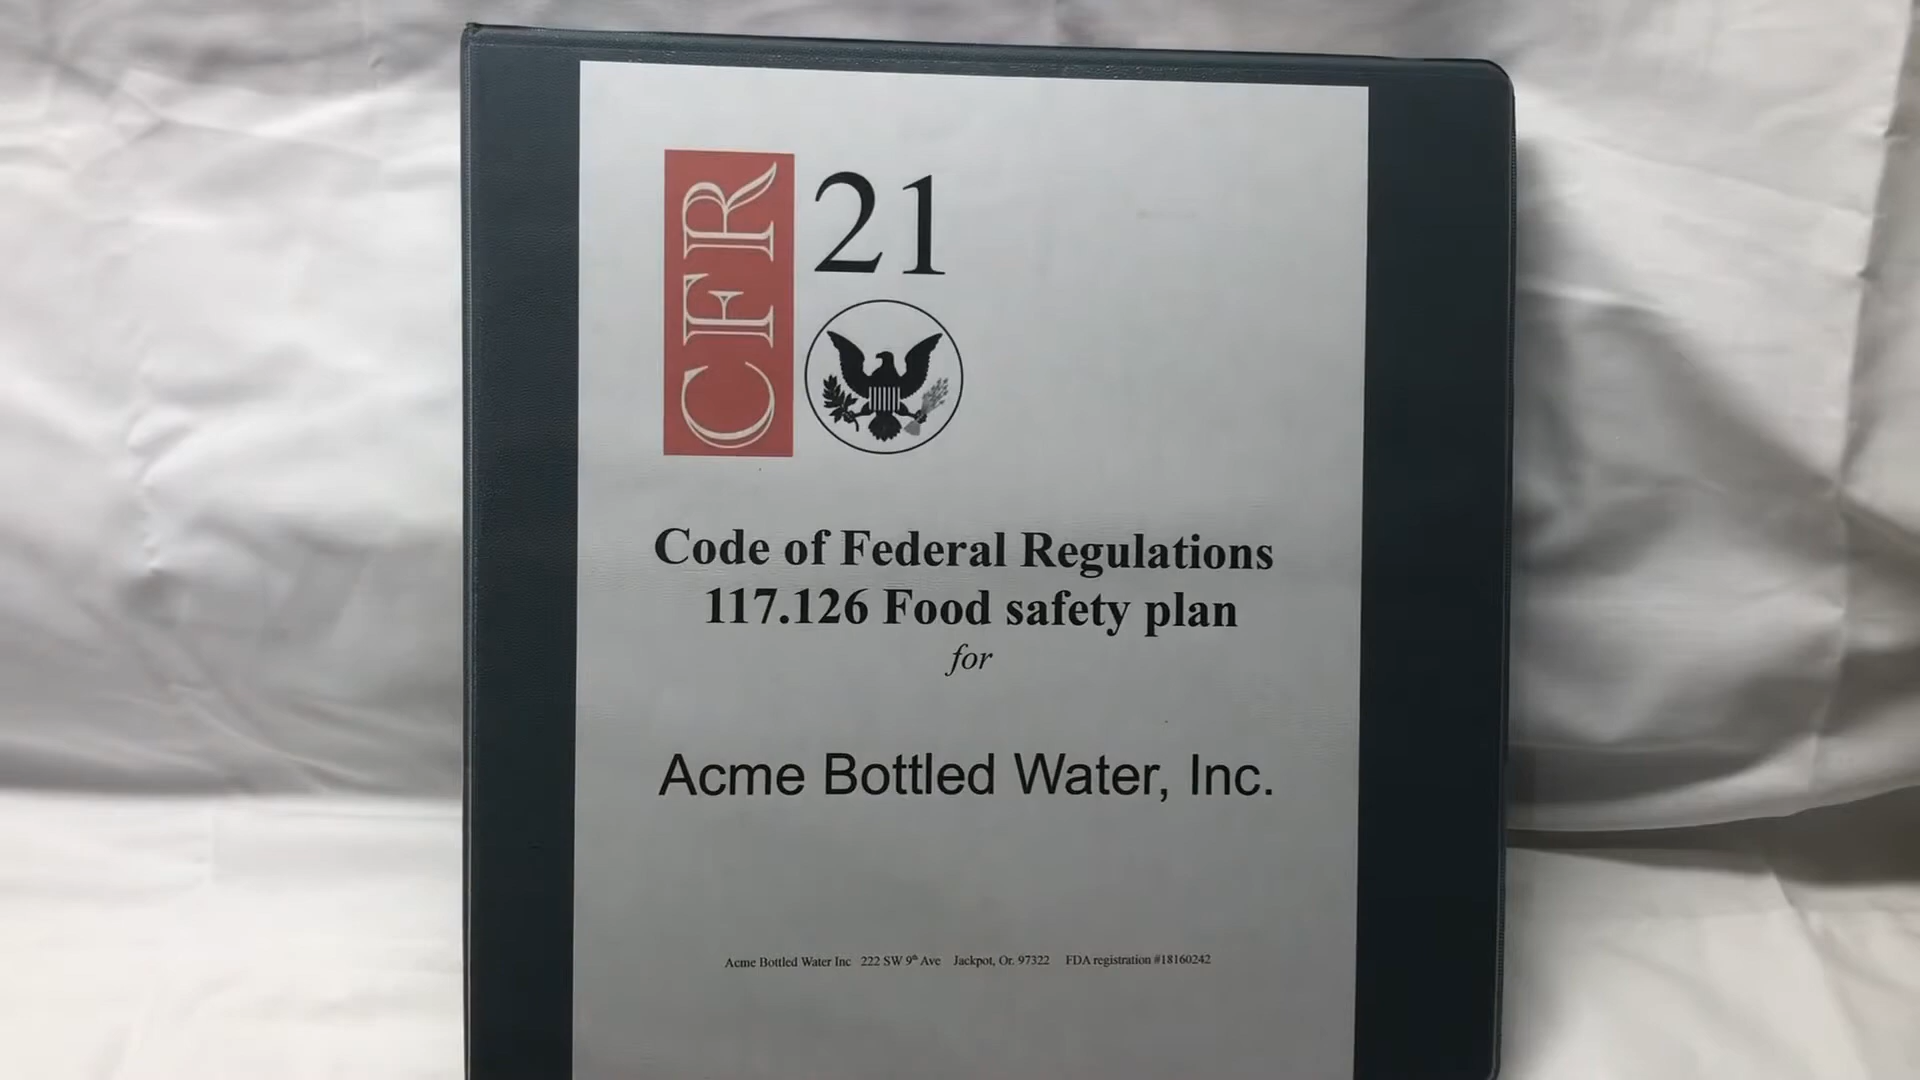 CFR
21
Code of Federal Regulations
117.126 Food safety plan
for
Acme Bottled Water, Inc.
Acme Bottled Water Inc 222 SW 9th Ave Jackpot, Or. 97322 FDA registration #18160242